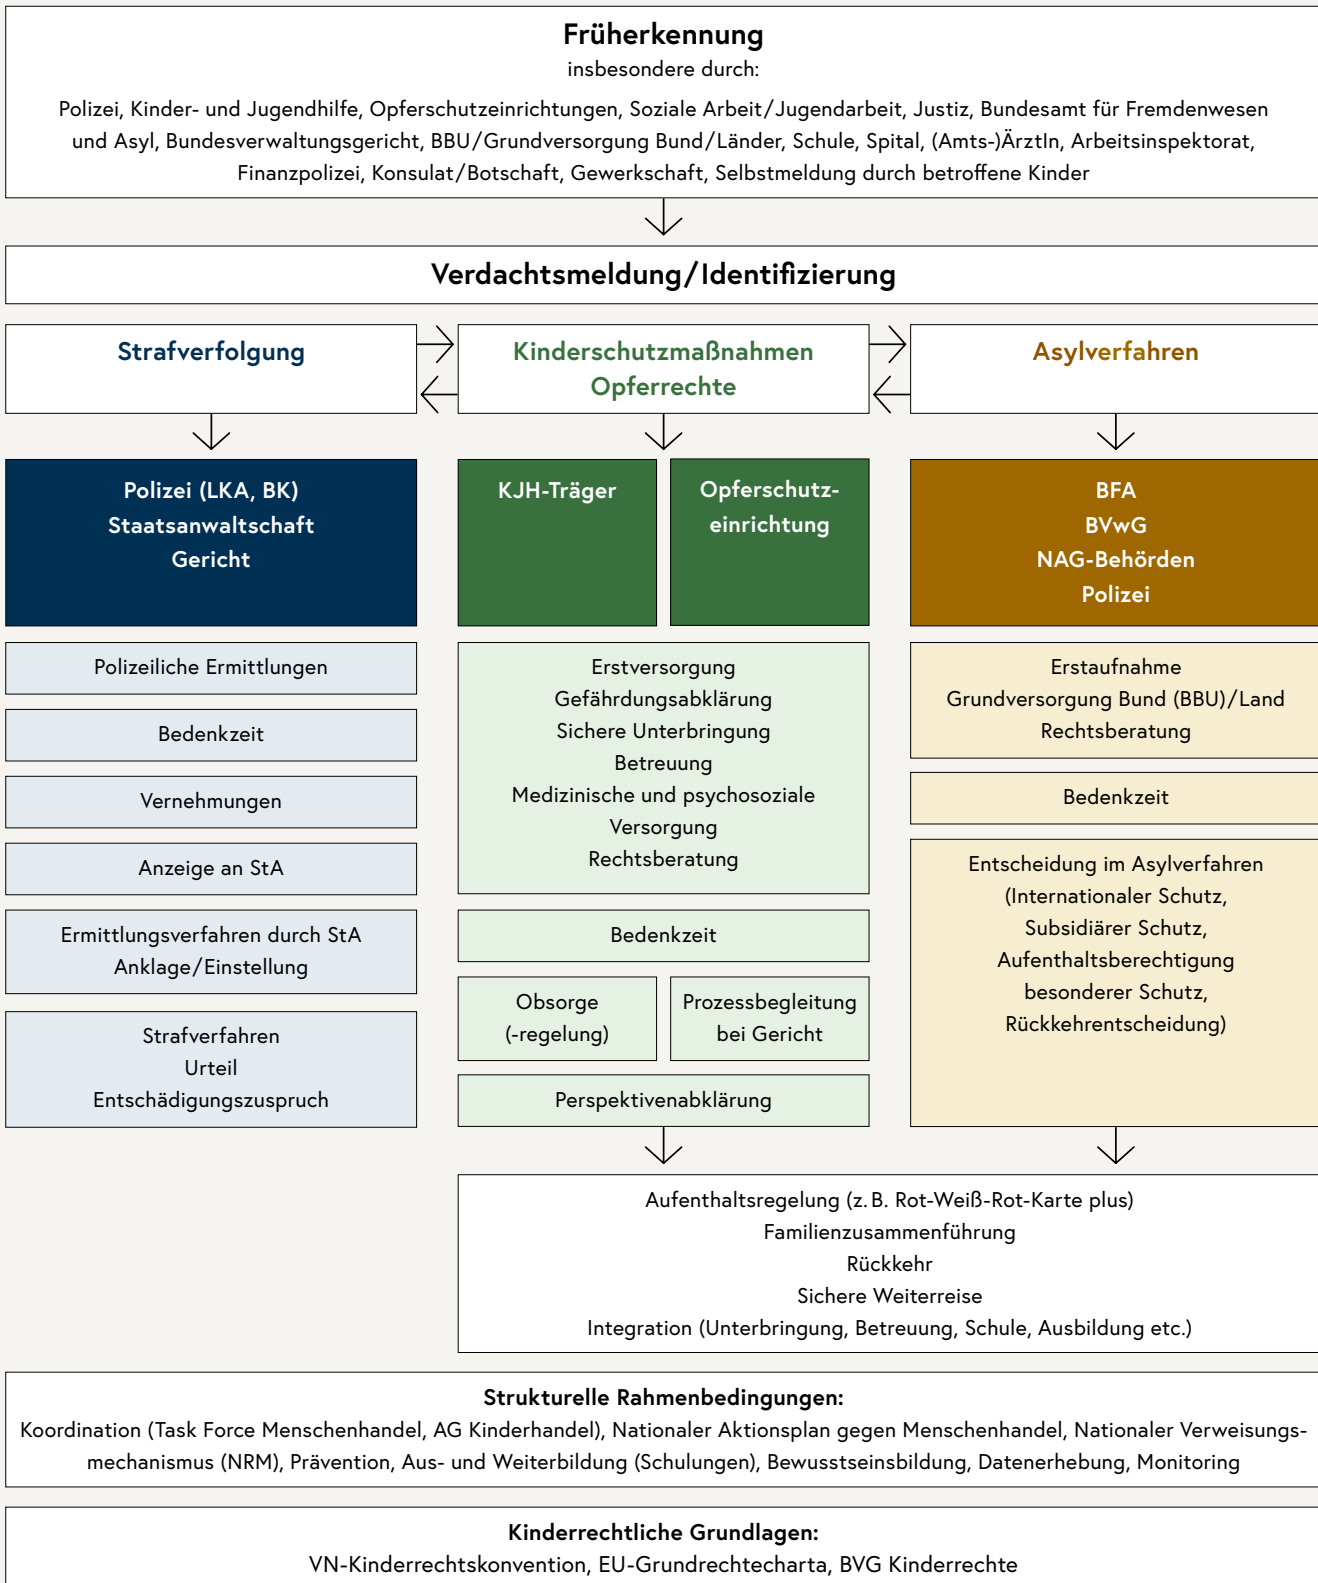 Früherkennung
insbesondere durch:
Polizei, Kinder- und Jugendhilfe, Opferschutzeinrichtungen, Soziale Arbeit/Jugendarbeit, Justiz, Bundesamt für Fremdenwesen
und Asyl, Bundesverwaltungsgericht, BBU/Grundversorgung Bund/Länder, Schule, Spital, (Amts-)ÄrztIn, Arbeitsinspektorat,
Finanzpolizei, Konsulat/Botschaft, Gewerkschaft, Selbstmeldung durch betroffene Kinder
Verdachtsmeldung/Identifizierung
Strafverfolgung
Kinderschutzmaßnahmen
Opferrechte
Asylverfahren
Polizei (LKA, BK)
Staatsanwaltschaft
Gericht
KJH-Träger
Opferschutz-
einrichtung
BFA
BVwG
NAG-Behörden
Polizei
Polizeiliche Ermittlungen
Bedenkzeit
Vernehmungen
Anzeige an StA
Ermittlungsverfahren durch StA
Anklage/Einstellung
Strafverfahren
Urteil
Entschädigungszuspruch
Erstversorgung
Gefährdungsabklärung
Sichere Unterbringung
Betreuung
Medizinische und psychosoziale
Versorgung
Rechtsberatung
Bedenkzeit
Obsorge
(-regelung)
Prozessbegleitung
bei Gericht
Perspektivenabklärung
Erstaufnahme
Grundversorgung Bund (BBU)/Land
Rechtsberatung
Bedenkzeit
Entscheidung im Asylverfahren
(Internationaler Schutz,
Subsidiärer Schutz,
Aufenthaltsberechtigung
besonderer Schutz,
Rückkehrentscheidung)
Aufenthaltsregelung (z. B. Rot-Weiß-Rot-Karte plus)
Familienzusammenführung
Rückkehr
Sichere Weiterreise
Integration (Unterbringung, Betreuung, Schule, Ausbildung etc.)
Strukturelle Rahmenbedingungen:
Koordination (Task Force Menschenhandel, AG Kinderhandel), Nationaler Aktionsplan gegen Menschenhandel, Nationaler Verweisungs-
mechanismus (NRM), Prävention, Aus- und Weiterbildung (Schulungen), Bewusstseinsbildung, Datenerhebung, Monitoring
Kinderrechtliche Grundlagen:
VN-Kinderrechtskonvention, EU-Grundrechtecharta, BVG Kinderrechte